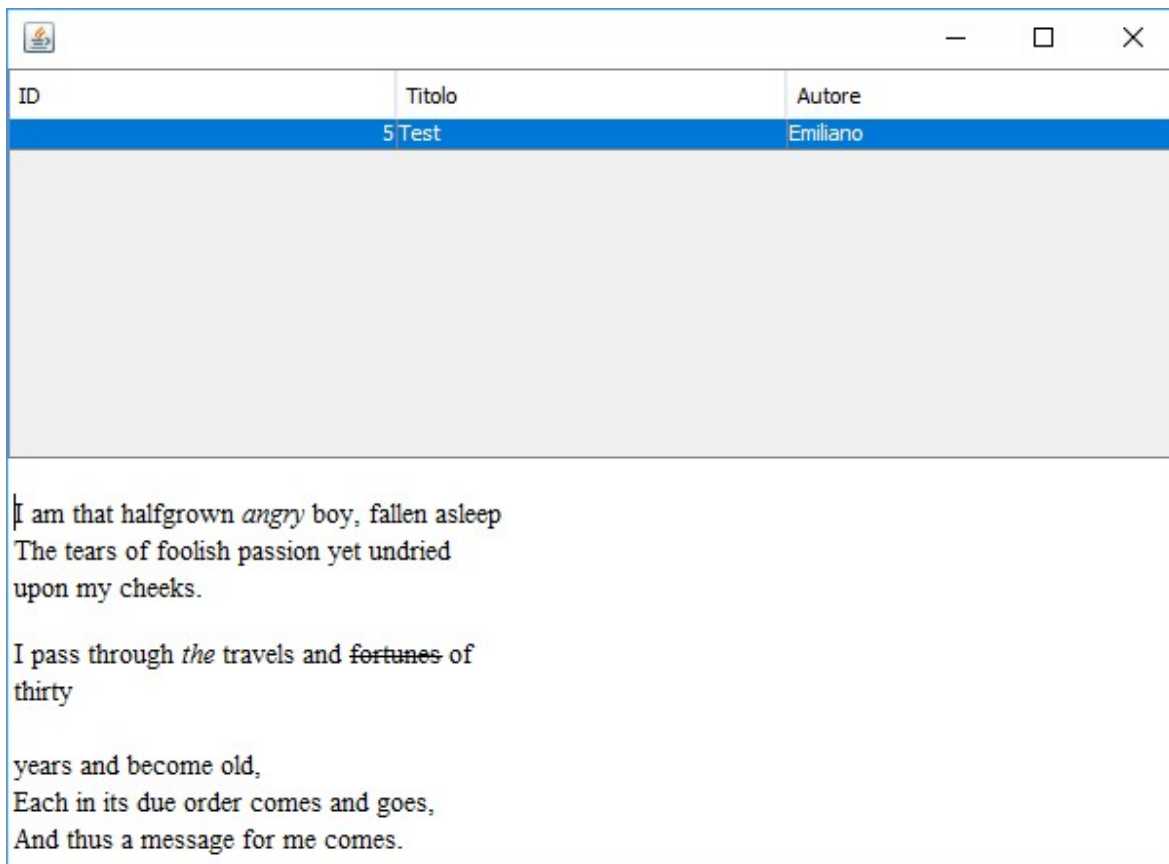 ID Titolo Autore
5 Test Emiliano
I am that halfgrown angry boy, fallen asleep
The tears of foolish passion yet undried
upon my cheeks.
I pass through the travels and fortunes of
thirty
years and become old,
Each in its due order comes and goes,
And thus a message for me comes.